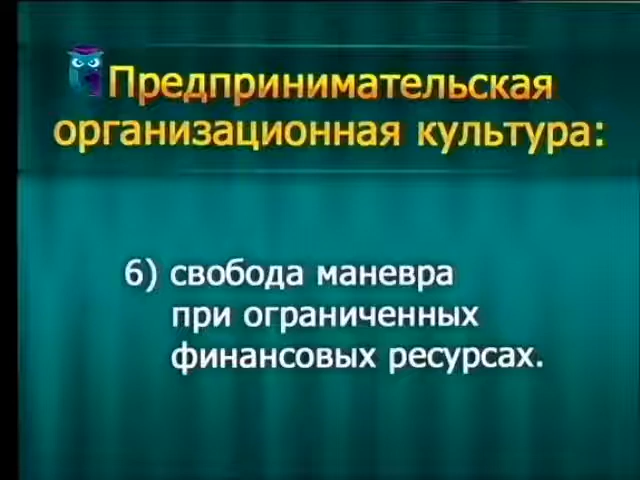 Предпринимательская
организационная культура:
6) свобода маневра
при ограниченных
финансовых ресурсах.